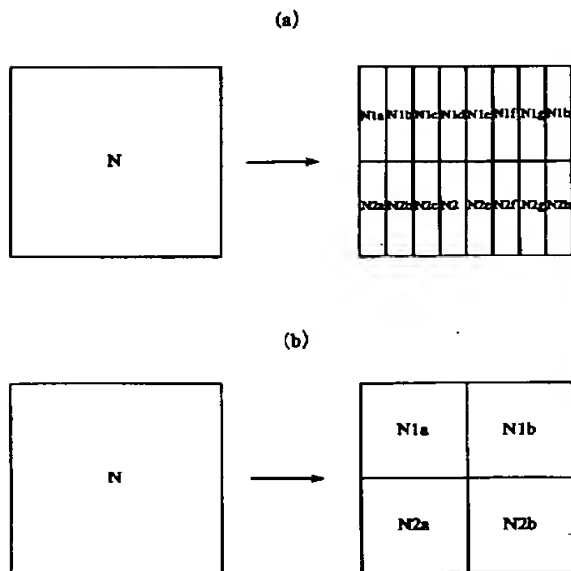 (a)
N
N1a N1b N1c N1d N1e N1f N1g N1h
N2a N2b N2c N2 N2e N2f N2g N2h
(b)
N
N1a N1b
N2a N2b